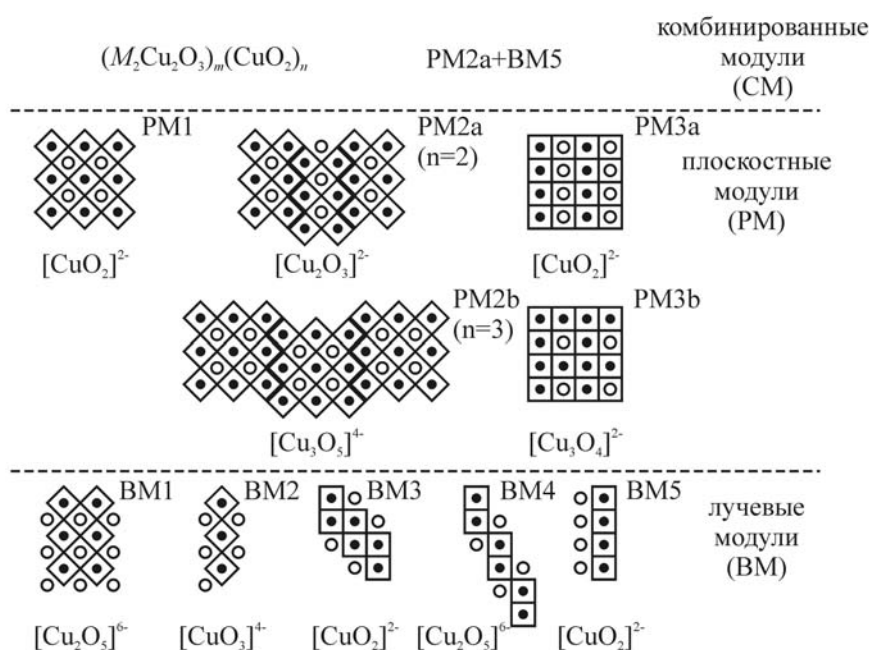 (M₂Cu₂O₃)ₘ(CuO₂)ₙ PM2a+BM5 комбинированные
модули
(CM)
PM1 PM2a PM3a
(n=2)
плоскостные
модули
(PM)
[CuO₂]²⁻ [Cu₂O₃]²⁻ [CuO₂]²⁻
PM2b PM3b
(n=3)
[Cu₃O₅]⁴⁻ [Cu₃O₄]²⁻
BM1 BM2 BM3 BM4 BM5
лучевые
модули
(BM)
[Cu₂O₅]⁶⁻ [CuO₃]⁴⁻ [CuO₂]²⁻ [Cu₂O₅]⁶⁻ [CuO₂]²⁻